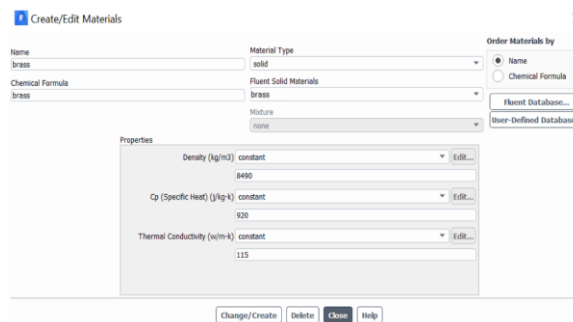 Create/Edit Materials
Name
brass
Material Type
solid
Order Materials by
Name
Chemical Formula
Chemical Formula
brass
Fluent Solid Materials
brass
Fluent Database...
User-Defined Database
Mixture
none
Properties
Density (kg/m3) constant Edit...
8490
Cp (Specific Heat) (j/kg-k) constant Edit...
920
Thermal Conductivity (w/m-k) constant Edit...
115
Change/Create Delete Close Help